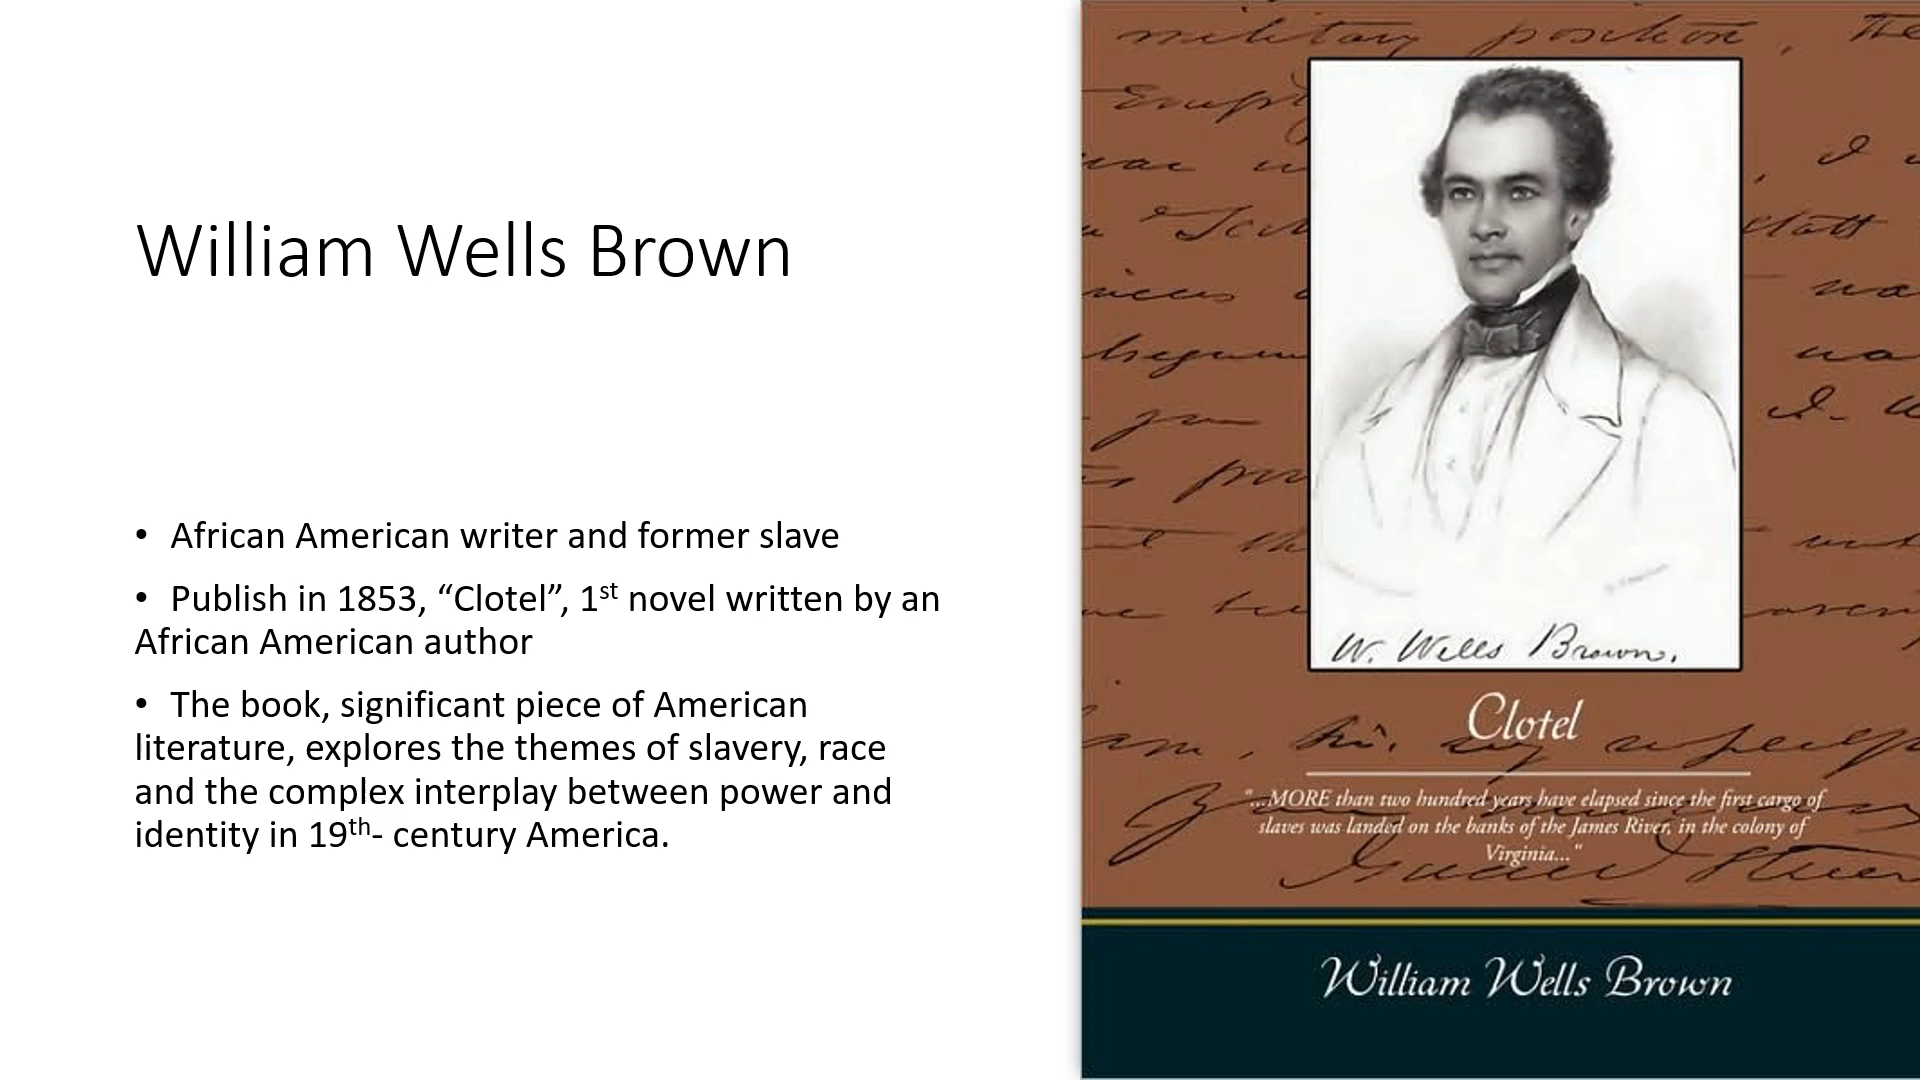 William Wells Brown
• African American writer and former slave
• Publish in 1853, “Clotel”, 1st novel written by an
African American author
• The book, significant piece of American
literature, explores the themes of slavery, race
and the complex interplay between power and
identity in 19th- century America.
military position, the
W. Wells Brown.
Clotel
"....MORE than two hundred years have elapsed since the first cargo of
slaves was landed on the banks of the James River, in the colony of
Virginia..."
William Wells Brown